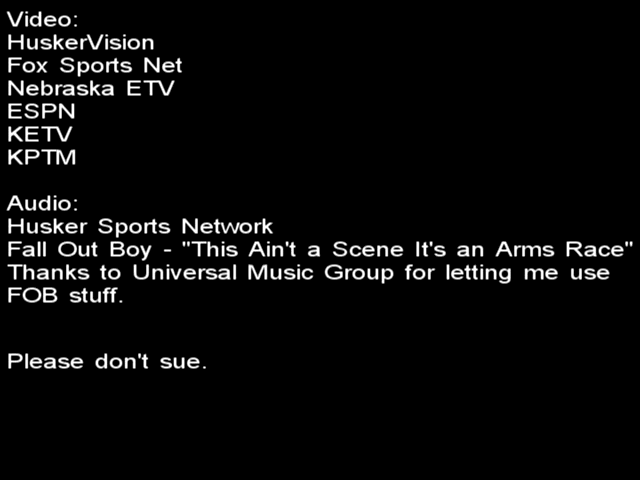 Video:
HuskerVision
Fox Sports Net
Nebraska ETV
ESPN
KETV
KPTM
Audio:
Husker Sports Network
Fall Out Boy - "This Ain't a Scene It's an Arms Race"
Thanks to Universal Music Group for letting me use
FOB stuff.
Please don't sue.